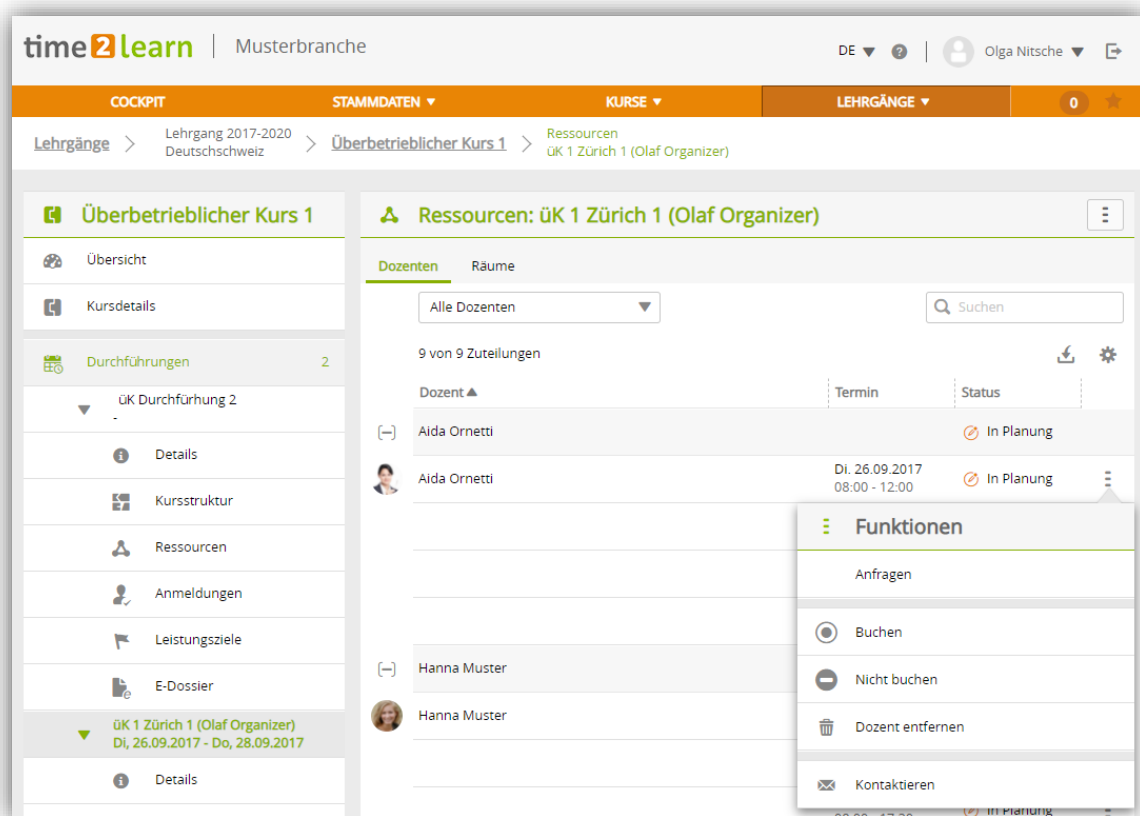 time2learn | Musterbranche
DE
Olga Nitsche
COCKPIT
STAMMDATEN
KURSE
LEHRGÄNGE
0
Lehrgänge
Lehrgang 2017-2020
Deutschschweiz
Überbetrieblicher Kurs 1
Ressourcen
üK 1 Zürich 1 (Olaf Organizer)
Überbetrieblicher Kurs 1
Übersicht
Kursdetails
Durchführungen 2
üK Durchfürhung 2
-
Details
Kursstruktur
Ressourcen
Anmeldungen
Leistungsziele
E-Dossier
üK 1 Zürich 1 (Olaf Organizer)
Di, 26.09.2017 - Do, 28.09.2017
Details
Ressourcen: üK 1 Zürich 1 (Olaf Organizer)
Dozenten Räume
Alle Dozenten
Suchen
9 von 9 Zuteilungen
Dozent Termin Status
Aida Ornetti In Planung
Aida Ornetti Di. 26.09.2017 In Planung
08:00 - 12:00
Hanna Muster
Hanna Muster
Funktionen
Anfragen
Buchen
Nicht buchen
Dozent entfernen
Kontaktieren
In Planung